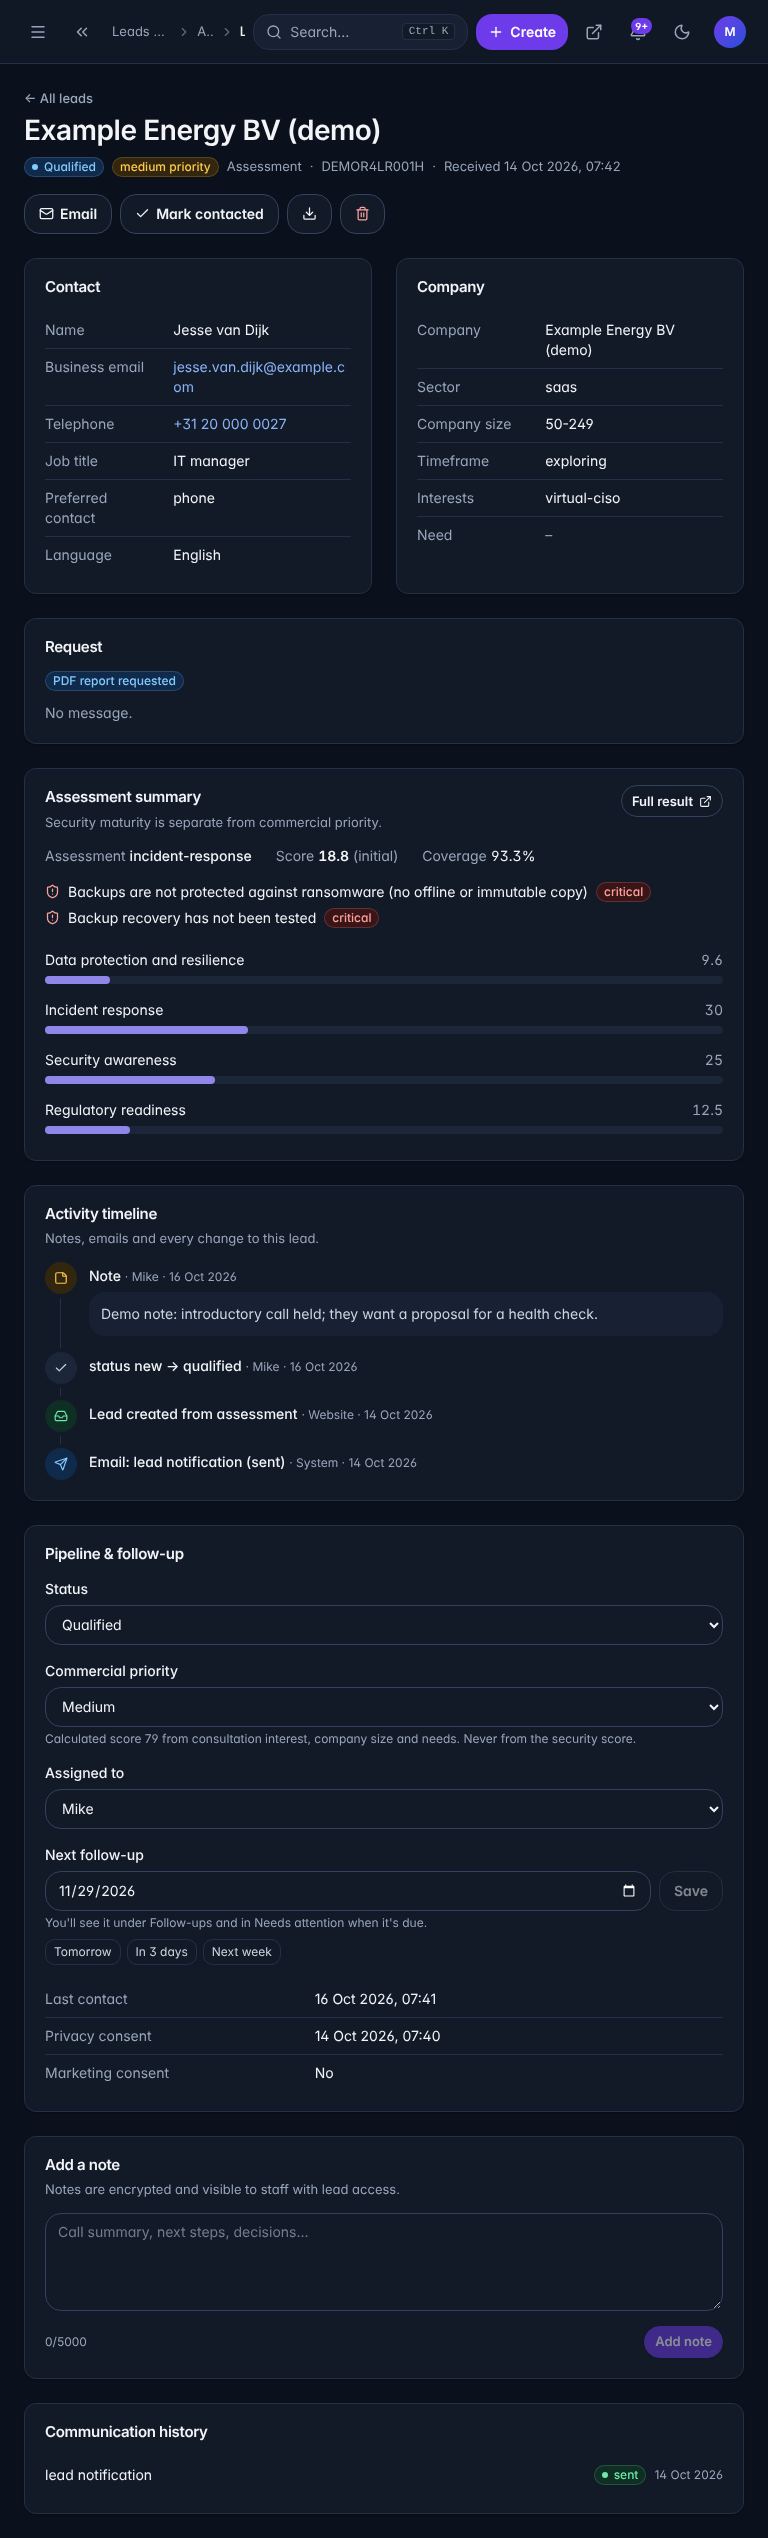 Leads ... > A.. > L
Search... Ctrl K
Create
9+
M
← All leads
Example Energy BV (demo)
Qualified medium priority Assessment · DEMOR4LR001H · Received 14 Oct 2026, 07:42
Email
Mark contacted
Contact
Name Jesse van Dijk
Business email jesse.van.dijk@example.c
om
Telephone +31 20 000 0027
Job title IT manager
Preferred
contact
phone
Language English
Company
Company Example Energy BV
(demo)
Sector saas
Company size 50-249
Timeframe exploring
Interests virtual-ciso
Need –
Request
PDF report requested
No message.
Assessment summary
Full result
Security maturity is separate from commercial priority.
Assessment incident-response Score 18.8 (initial) Coverage 93.3%
Backups are not protected against ransomware (no offline or immutable copy) critical
Backup recovery has not been tested critical
Data protection and resilience 9.6
Incident response 30
Security awareness 25
Regulatory readiness 12.5
Activity timeline
Notes, emails and every change to this lead.
Note · Mike · 16 Oct 2026
Demo note: introductory call held; they want a proposal for a health check.
status new → qualified · Mike · 16 Oct 2026
Lead created from assessment · Website · 14 Oct 2026
Email: lead notification (sent) · System · 14 Oct 2026
Pipeline & follow-up
Status
Qualified
Commercial priority
Medium
Calculated score 79 from consultation interest, company size and needs. Never from the security score.
Assigned to
Mike
Next follow-up
11/29/2026
Save
You'll see it under Follow-ups and in Needs attention when it's due.
Tomorrow In 3 days Next week
Last contact 16 Oct 2026, 07:41
Privacy consent 14 Oct 2026, 07:40
Marketing consent No
Add a note
Notes are encrypted and visible to staff with lead access.
Call summary, next steps, decisions...
0/5000
Add note
Communication history
lead notification sent 14 Oct 2026